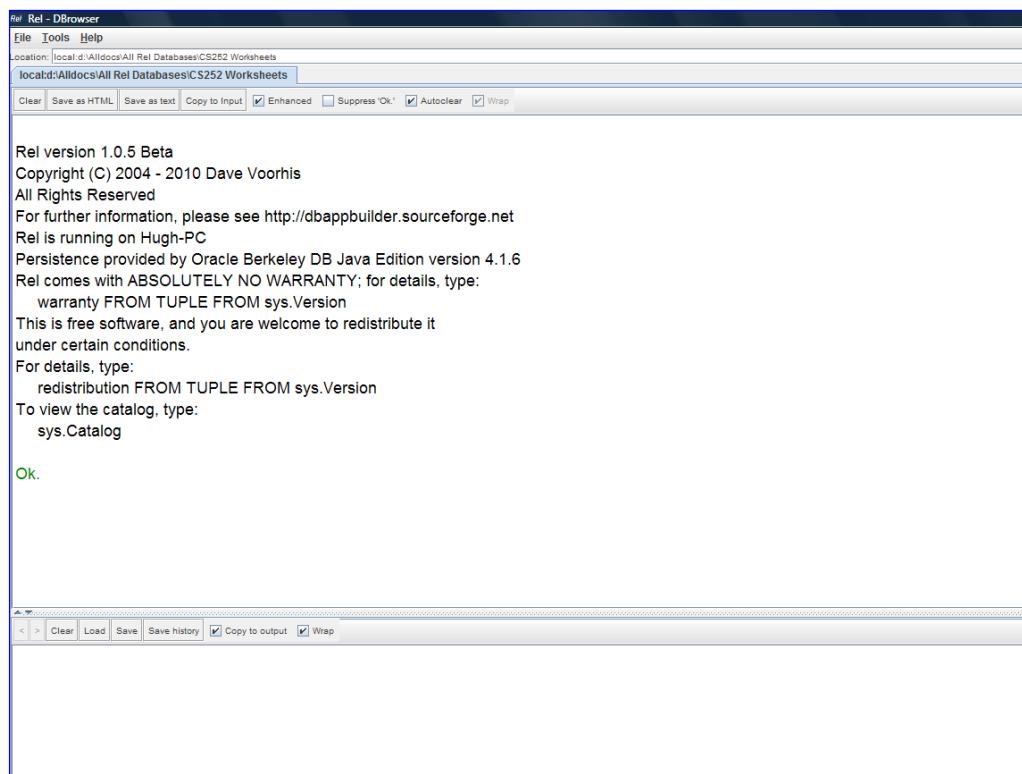 Rel Rel - DBrowser
File Tools Help
Location: local:d:\Alldocs\All Rel Databases\CS252 Worksheets
local:d:\Alldocs\All Rel Databases\CS252 Worksheets
Clear Save as HTML Save as text Copy to Input Enhanced Suppress 'Ok.' Autoclear Wrap
Rel version 1.0.5 Beta
Copyright (C) 2004 - 2010 Dave Voorhis
All Rights Reserved
For further information, please see http://dbappbuilder.sourceforge.net
Rel is running on Hugh-PC
Persistence provided by Oracle Berkeley DB Java Edition version 4.1.6
Rel comes with ABSOLUTELY NO WARRANTY; for details, type:
warranty FROM TUPLE FROM sys.Version
This is free software, and you are welcome to redistribute it
under certain conditions.
For details, type:
redistribution FROM TUPLE FROM sys.Version
To view the catalog, type:
sys.Catalog
Ok.
< > Clear Load Save Save history Copy to output Wrap